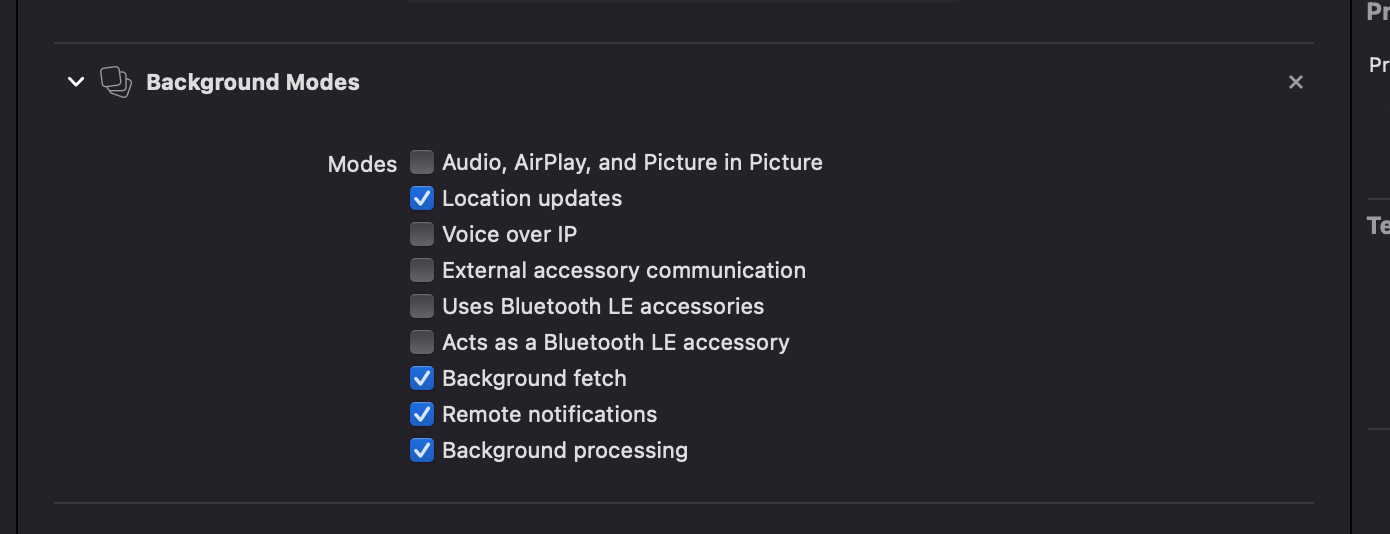 Background Modes
Modes
Audio, AirPlay, and Picture in Picture
Location updates
Voice over IP
External accessory communication
Uses Bluetooth LE accessories
Acts as a Bluetooth LE accessory
Background fetch
Remote notifications
Background processing
Pr
Pr
Te